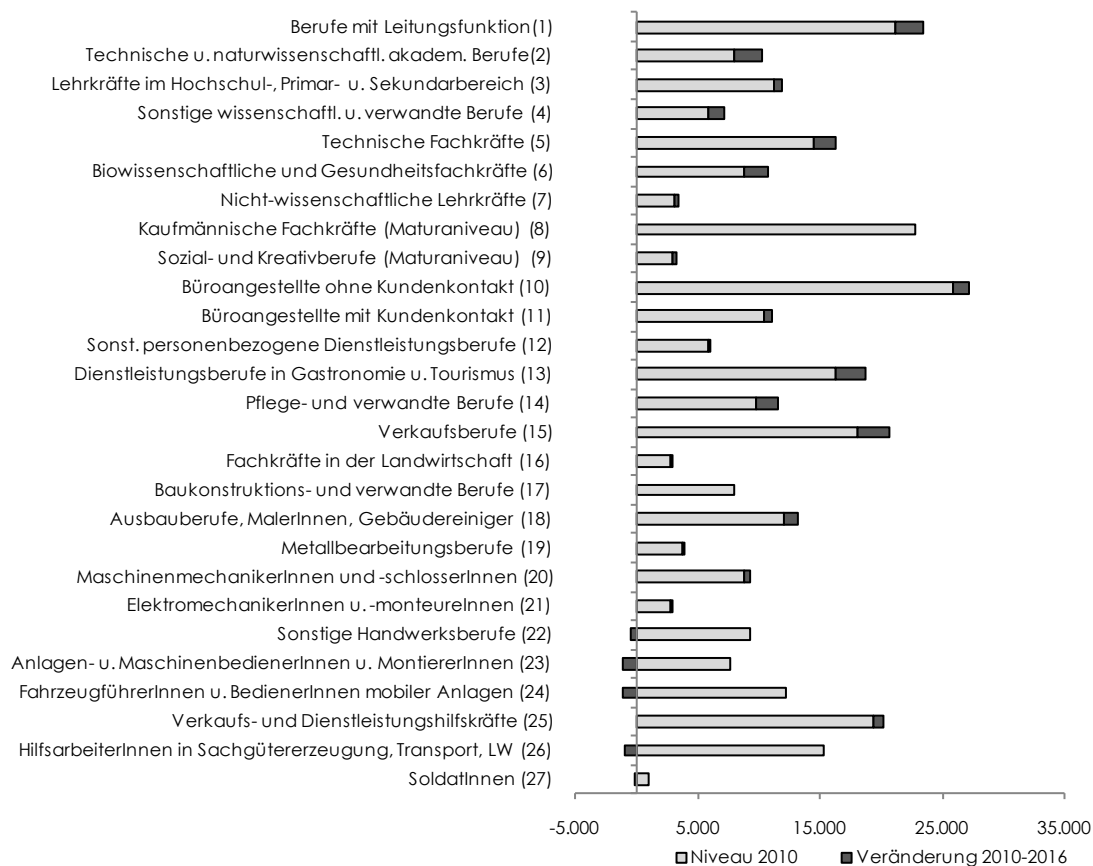 Berufe mit Leitungsfunktion(1)
Technische u. naturwissenschaftl. akadem. Berufe(2)
Lehrkräfte im Hochschul-, Primar- u. Sekundarbereich (3)
Sonstige wissenschaftl. u. verwandte Berufe (4)
Technische Fachkräfte (5)
Biowissenschaftliche und Gesundheitsfachkräfte (6)
Nicht-wissenschaftliche Lehrkräfte (7)
Kaufmännische Fachkräfte (Maturaniveau) (8)
Sozial- und Kreativberufe (Maturaniveau) (9)
Büroangestellte ohne Kundenkontakt (10)
Büroangestellte mit Kundenkontakt (11)
Sonst. personenbezogene Dienstleistungsberufe (12)
Dienstleistungsberufe in Gastronomie u. Tourismus (13)
Pflege- und verwandte Berufe (14)
Verkaufsberufe (15)
Fachkräfte in der Landwirtschaft (16)
Baukonstruktions- und verwandte Berufe (17)
Ausbauberufe, MalerInnen, Gebäudereiniger (18)
Metallbearbeitungsberufe (19)
MaschinenmechanikerInnen und -schlosserInnen (20)
ElektromechanikerInnen u. -monteureInnen (21)
Sonstige Handwerksberufe (22)
Anlagen- u. MaschinenbedienerInnen u. MontiererInnen (23)
FahrzeugführerInnen u. BedienerInnen mobiler Anlagen (24)
Verkaufs- und Dienstleistungshilfskräfte (25)
HilfsarbeiterInnen in Sachgütererzeugung, Transport, LW (26)
SoldatInnen (27)
-5.000 5.000 15.000 25.000 35.000
Niveau 2010 Veränderung 2010-2016